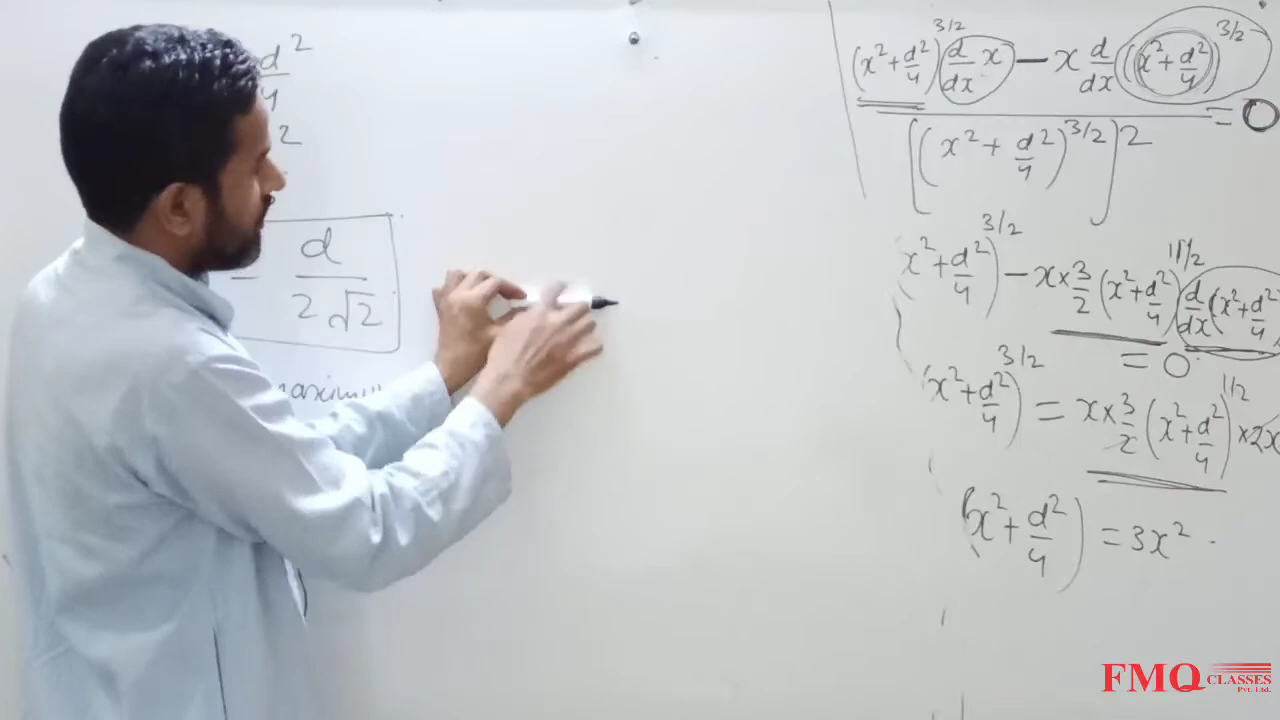 d²/4
2
= d/(2√2)
(x² + d²/4)^3/2 d/dx x − x d/dx (x² + d²/4)^3/2
= 0
[(x² + d²/4)^3/2]²
x² + d²/4)^3/2 − x × 3/2 (x² + d²/4)^1/2 d/dx (x² + d²/4
= 0
x² + d²/4)^3/2 = x × 3/2 (x² + d²/4)^1/2 × 2x
(x² + d²/4) = 3x²
FMQ CLASSES
Pvt. Ltd.